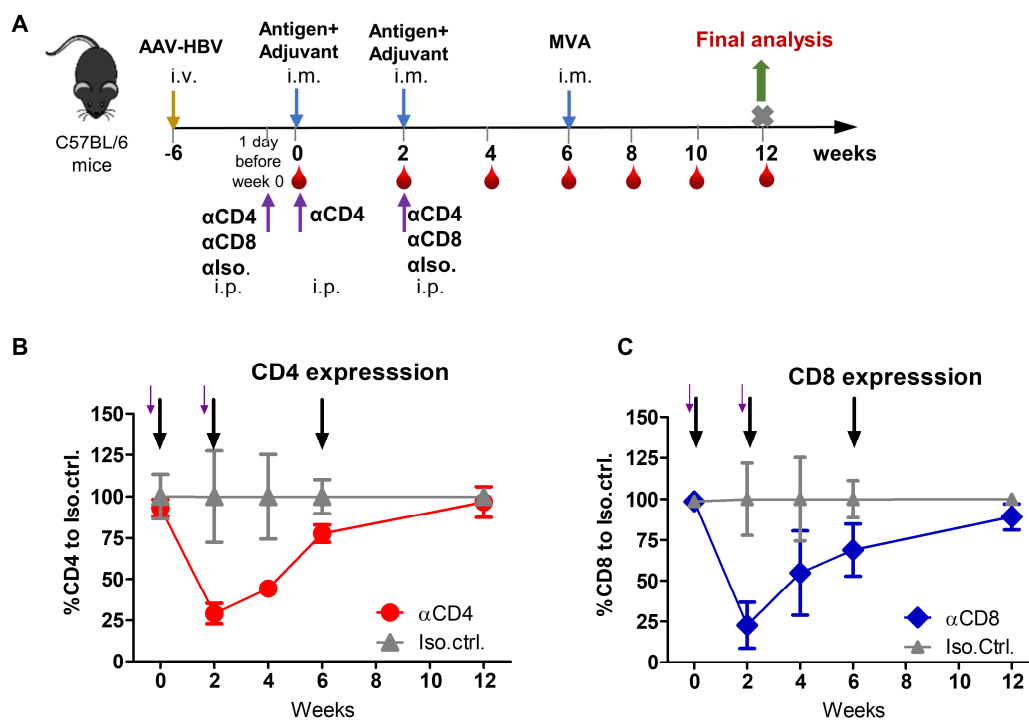 A
AAV-HBV
i.v.
Antigen+
Adjuvant
i.m.
Antigen+
Adjuvant
i.m.
MVA
i.m.
Final analysis
C57BL/6
mice
-6
1 day
before
week 0
0
2
4
6
8
10
12
weeks
αCD4
αCD8
αIso.
i.p.
αCD4
i.p.
αCD4
αCD8
αIso.
i.p.
B
CD4 expresssion
%CD4 to Iso.ctrl.
150
125
100
75
50
25
0
αCD4
Iso.ctrl.
0 2 4 6 8 10 12
Weeks
C
CD8 expresssion
%CD8 to Iso.ctrl.
150
125
100
75
50
25
0
αCD8
Iso.Ctrl.
0 2 4 6 8 10 12
Weeks